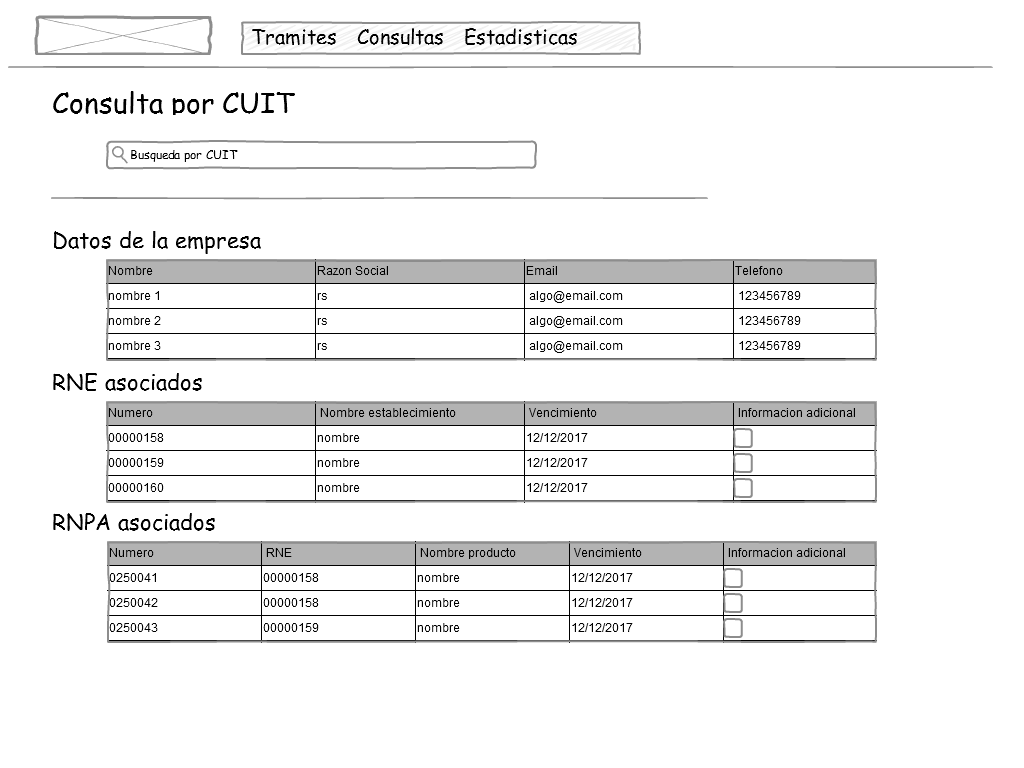 Tramites Consultas Estadisticas
Consulta por CUIT
Busqueda por CUIT
Datos de la empresa
Nombre Razon Social Email Telefono
nombre 1 rs algo@email.com 123456789
nombre 2 rs algo@email.com 123456789
nombre 3 rs algo@email.com 123456789
RNE asociados
Numero Nombre establecimiento Vencimiento Informacion adicional
00000158 nombre 12/12/2017
00000159 nombre 12/12/2017
00000160 nombre 12/12/2017
RNPA asociados
Numero RNE Nombre producto Vencimiento Informacion adicional
0250041 00000158 nombre 12/12/2017
0250042 00000158 nombre 12/12/2017
0250043 00000159 nombre 12/12/2017